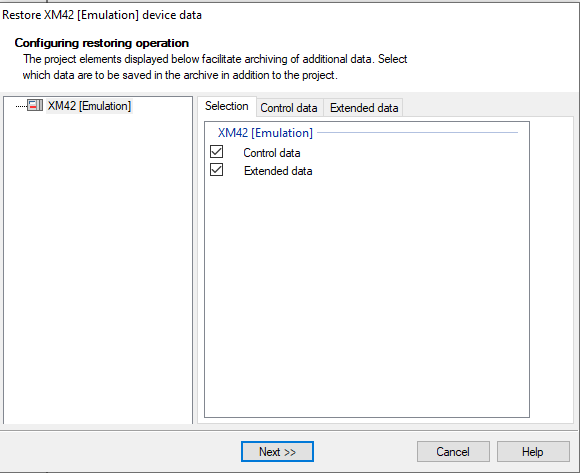 Restore XM42 [Emulation] device data
Configuring restoring operation
The project elements displayed below facilitate archiving of additional data. Select
which data are to be saved in the archive in addition to the project.
XM42 [Emulation]
Selection
Control data
Extended data
XM42 [Emulation]
Control data
Extended data
Next >>
Cancel
Help